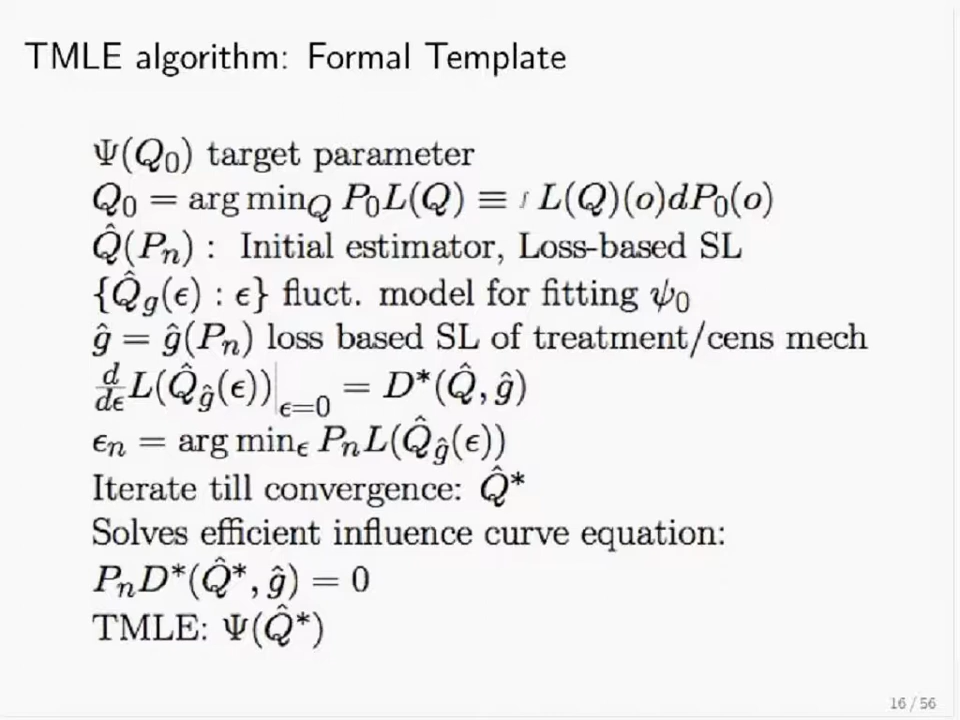 TMLE algorithm: Formal Template
Ψ(Q₀) target parameter
Q₀ = arg min_Q P₀L(Q) ≡ ∫ L(Q)(o)dP₀(o)
Q̂(Pₙ) : Initial estimator, Loss-based SL
{Q̂_g(ϵ) : ϵ} fluct. model for fitting ψ₀
ĝ = ĝ(Pₙ) loss based SL of treatment/cens mech
d/dϵ L(Q̂_ĝ(ϵ))|_{ϵ=0} = D*(Q̂, ĝ)
ϵₙ = arg min_ϵ PₙL(Q̂_ĝ(ϵ))
Iterate till convergence: Q̂*
Solves efficient influence curve equation:
PₙD*(Q̂*, ĝ) = 0
TMLE: Ψ(Q̂*)
16 / 56